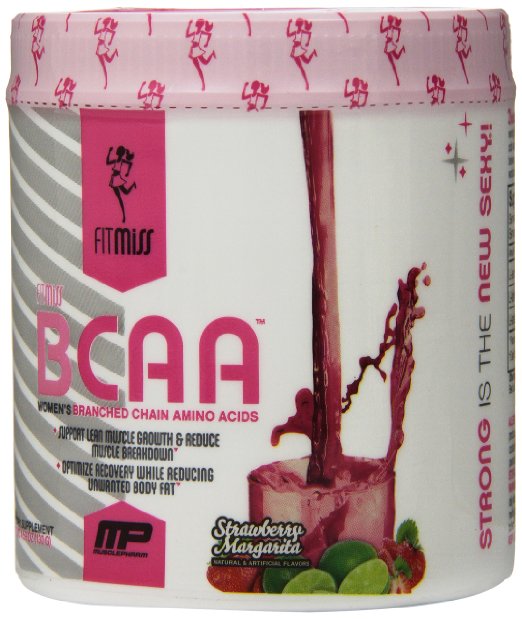 FITMISS
FITMISS
BCAA™
WOMEN'S BRANCHED CHAIN AMINO ACIDS
• SUPPORT LEAN MUSCLE GROWTH & REDUCE
MUSCLE BREAKDOWN
• OPTIMIZE RECOVERY WHILE REDUCING
UNWANTED BODY FAT
SUPPLEMENT
MP
MUSCLEPHARM
Strawberry
Margarita
NATURAL & ARTIFICIAL FLAVORS
STRONG IS THE NEW SEXY!